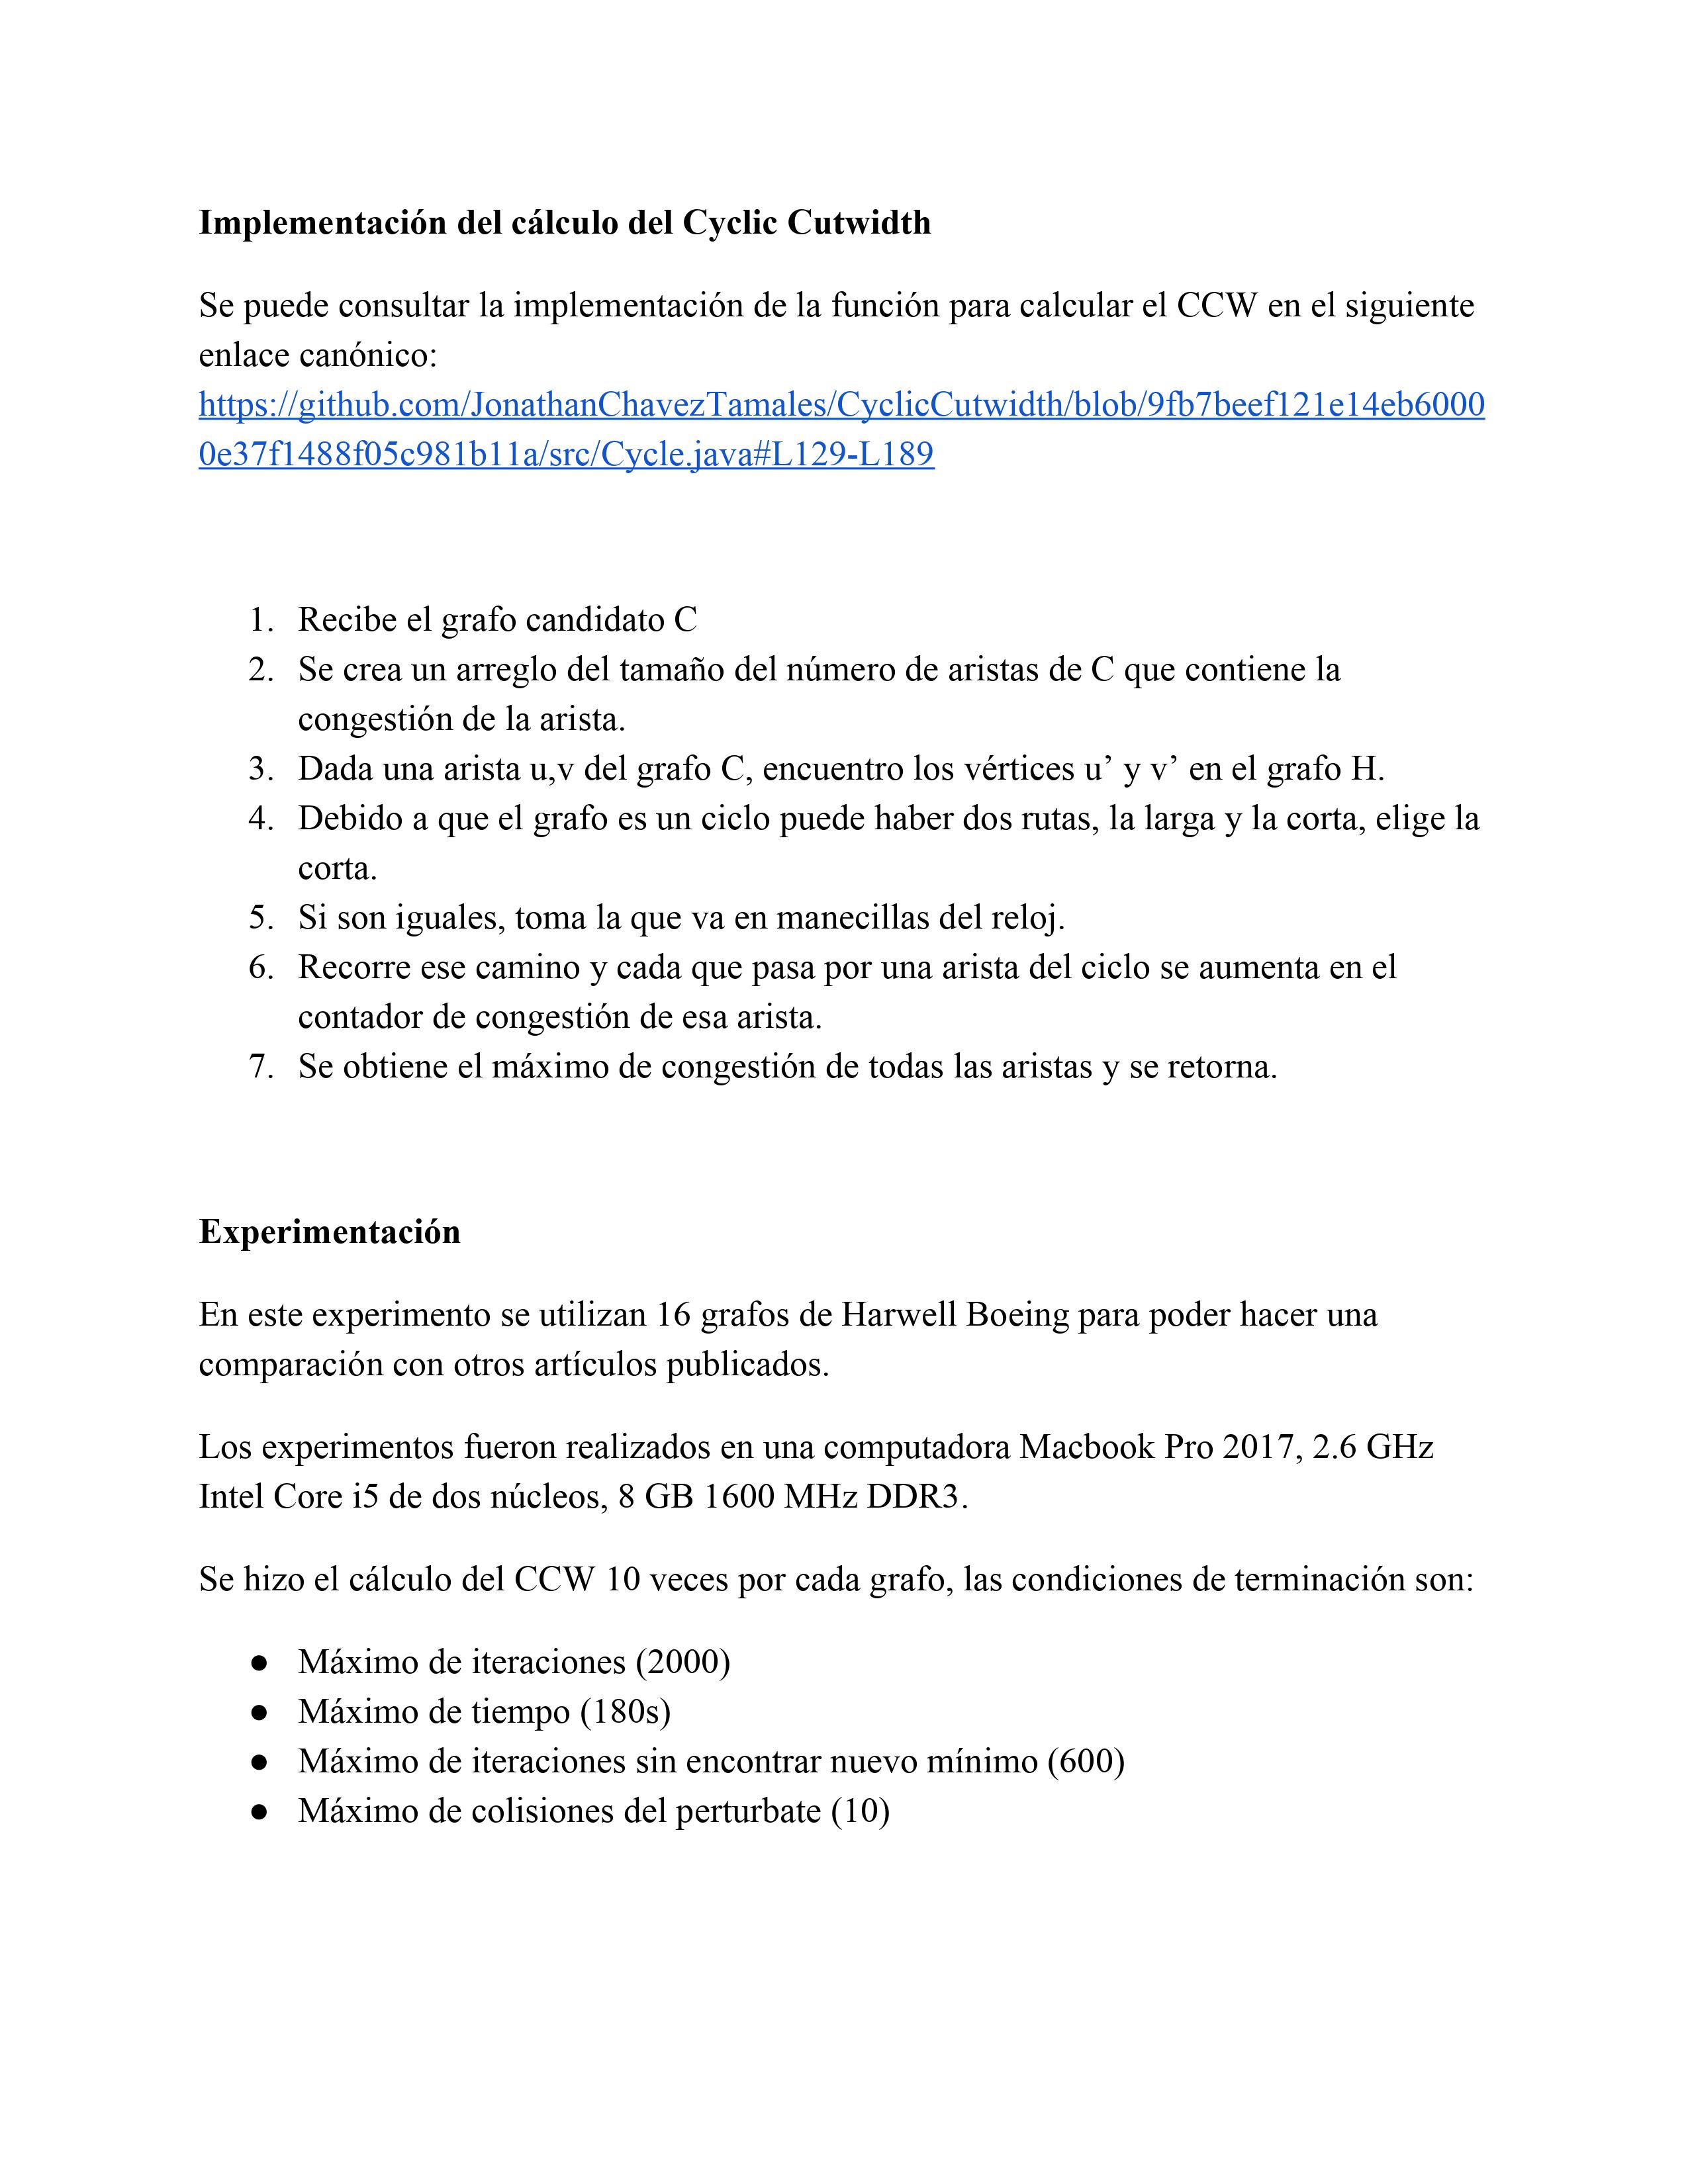 Implementación del cálculo del Cyclic Cutwidth
Se puede consultar la implementación de la función para calcular el CCW en el siguiente
enlace canónico:
https://github.com/JonathanChavezTamales/CyclicCutwidth/blob/9fb7beef121e14eb6000
0e37f1488f05c981b11a/src/Cycle.java#L129-L189
1. Recibe el grafo candidato C
2. Se crea un arreglo del tamaño del número de aristas de C que contiene la
congestión de la arista.
3. Dada una arista u,v del grafo C, encuentro los vértices u’ y v’ en el grafo H.
4. Debido a que el grafo es un ciclo puede haber dos rutas, la larga y la corta, elige la
corta.
5. Si son iguales, toma la que va en manecillas del reloj.
6. Recorre ese camino y cada que pasa por una arista del ciclo se aumenta en el
contador de congestión de esa arista.
7. Se obtiene el máximo de congestión de todas las aristas y se retorna.
Experimentación
En este experimento se utilizan 16 grafos de Harwell Boeing para poder hacer una
comparación con otros artículos publicados.
Los experimentos fueron realizados en una computadora Macbook Pro 2017, 2.6 GHz
Intel Core i5 de dos núcleos, 8 GB 1600 MHz DDR3.
Se hizo el cálculo del CCW 10 veces por cada grafo, las condiciones de terminación son:
● Máximo de iteraciones (2000)
● Máximo de tiempo (180s)
● Máximo de iteraciones sin encontrar nuevo mínimo (600)
● Máximo de colisiones del perturbate (10)